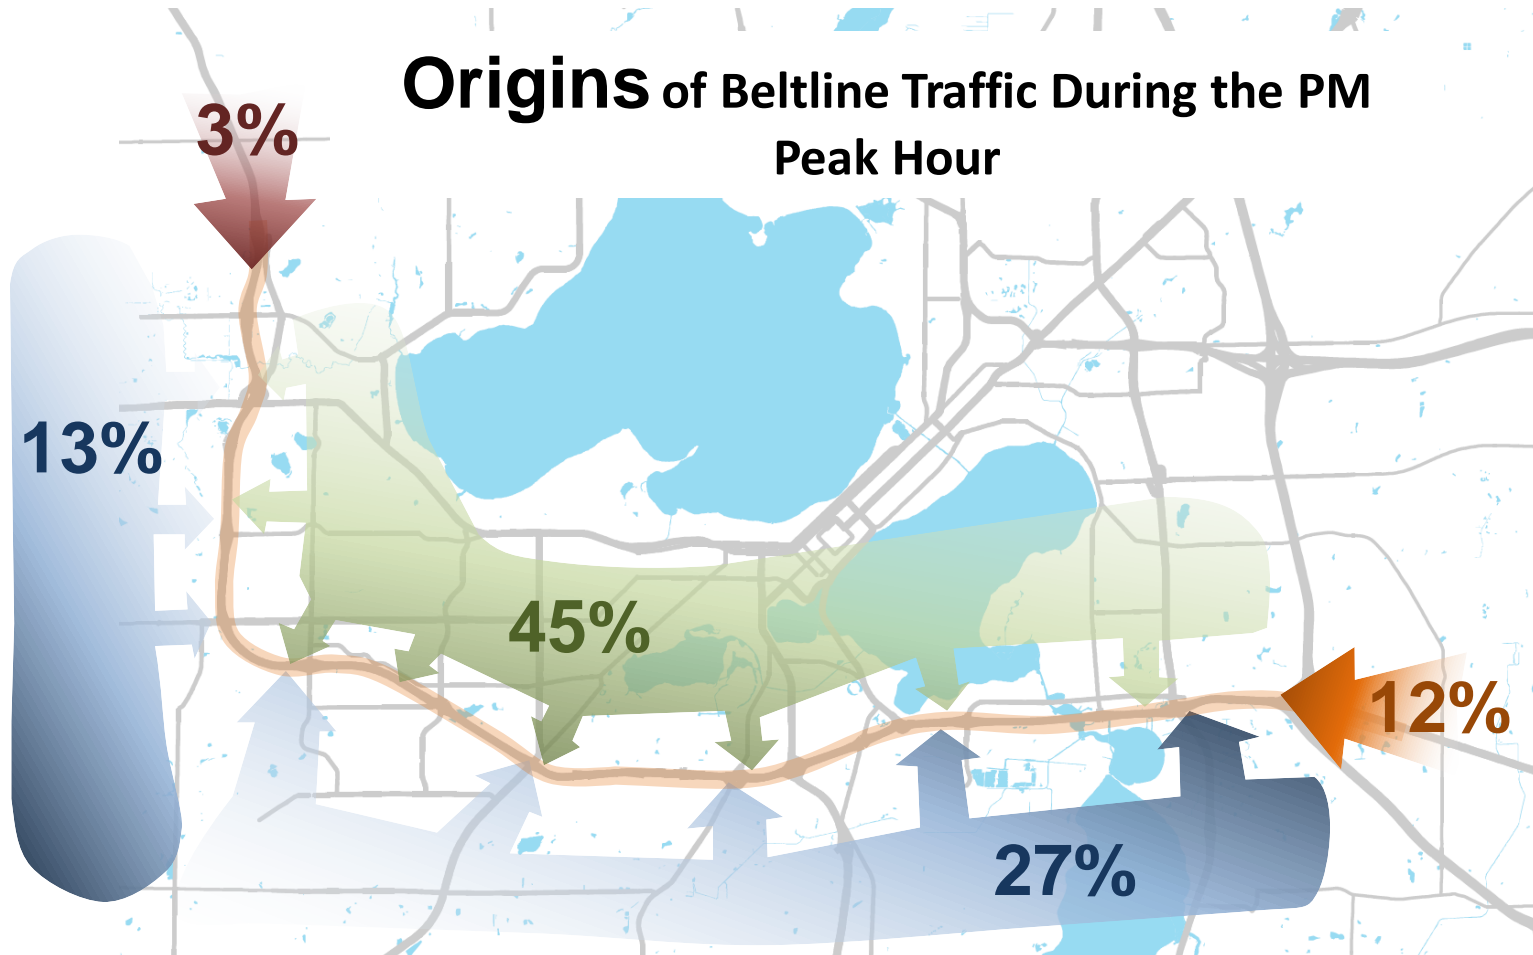 Origins of Beltline Traffic During the PM
Peak Hour
3%
13%
45%
12%
27%